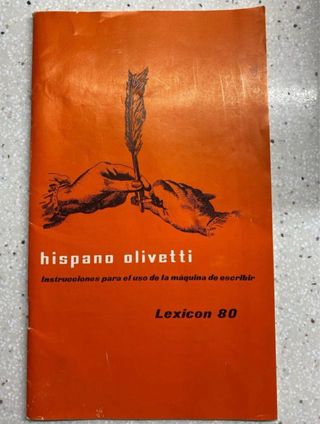 hispano olivetti
Instrucciones para el uso de la máquina de escribir
Lexicon 80